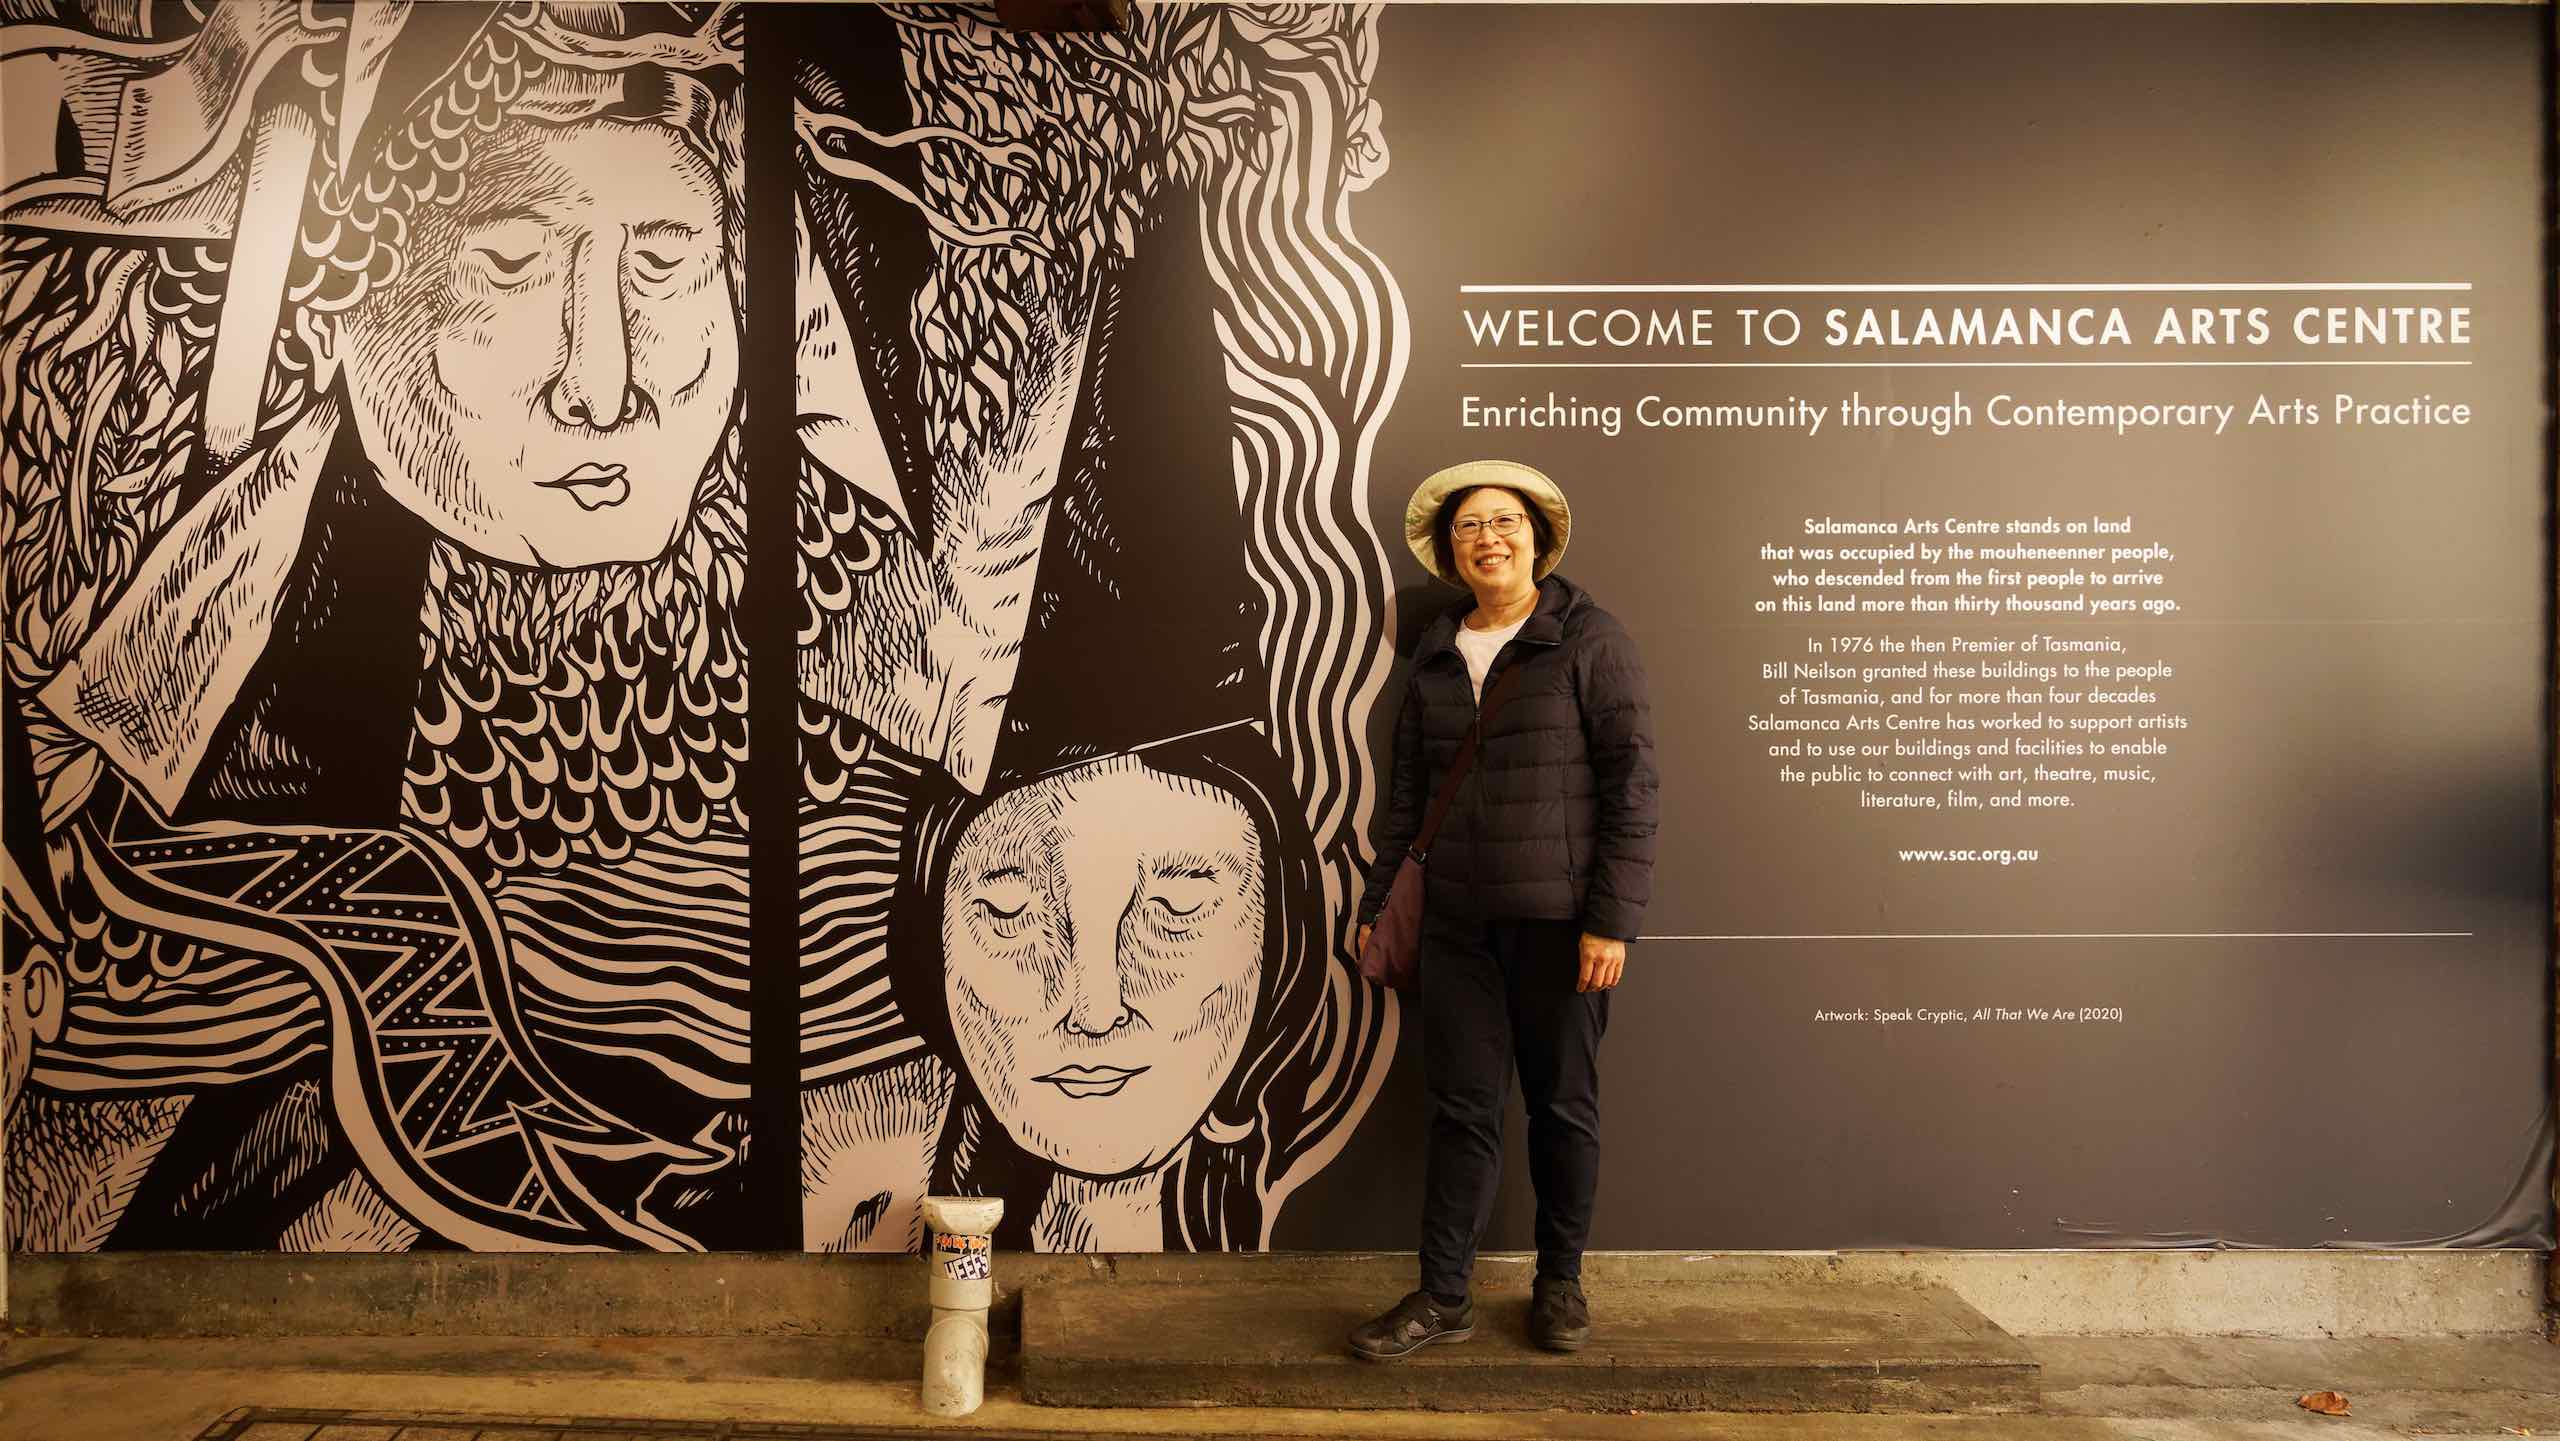 WELCOME TO SALAMANCA ARTS CENTRE
Enriching Community through Contemporary Arts Practice
Salamanca Arts Centre stands on land
that was occupied by the mouheneenner people,
who descended from the first people to arrive
on this land more than thirty thousand years ago.
In 1976 the then Premier of Tasmania,
Bill Neilson granted these buildings to the people
of Tasmania, and for more than four decades
Salamanca Arts Centre has worked to support artists
and to use our buildings and facilities to enable
the public to connect with art, theatre, music,
literature, film, and more.
www.sac.org.au
Artwork: Speak Cryptic, All That We Are (2020)